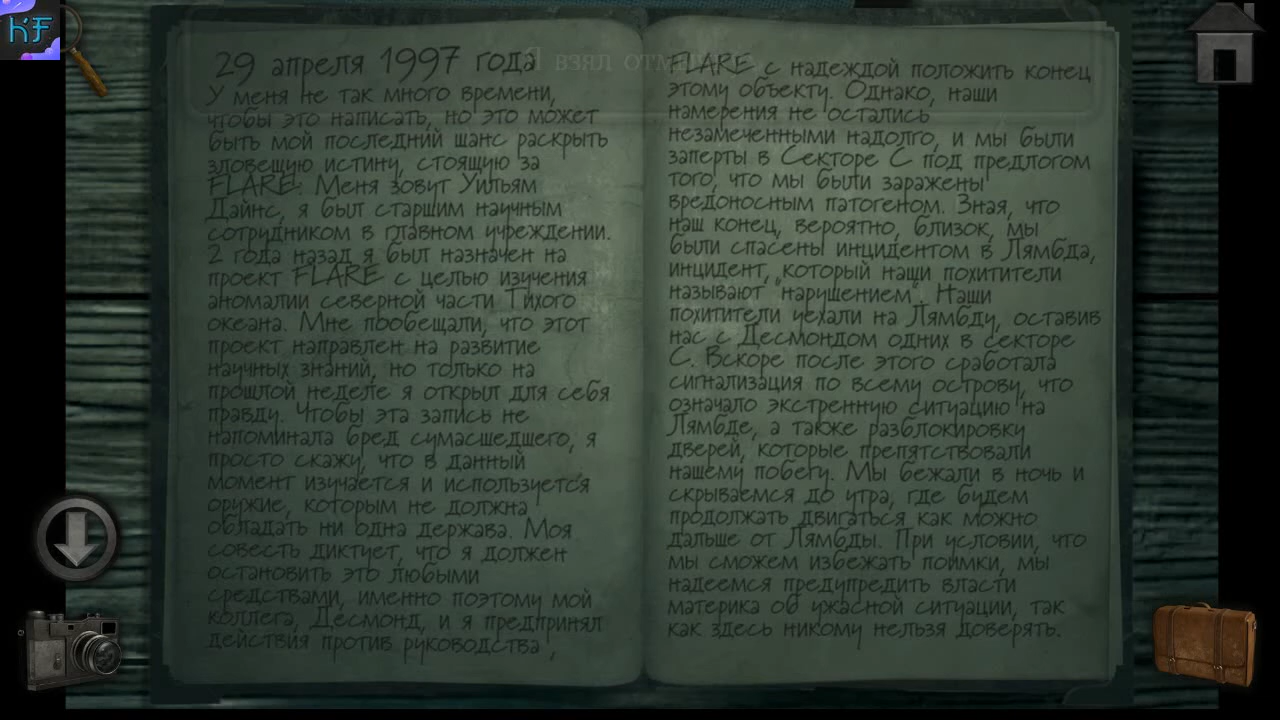 KF
29 апреля 1997 года
У меня не так много времени,
чтобы это написать, но это может
быть мой последний шанс раскрыть
зловещую истину, стоящую за
FLARE. Меня зовут Уильям
Дайнс, я был старшим научным
сотрудником в главном учреждении.
2 года назад я был назначен на
проект FLARE с целью изучения
аномалии северной части Тихого
океана. Мне пообещали, что этот
проект направлен на развитие
научных знаний, но только на
прошлой неделе я открыл для себя
правду. Чтобы эта запись не
напоминала бред сумасшедшего, я
просто скажу, что в данный
момент изучается и используется
оружие, которым не должна
обладать ни одна держава. Моя
совесть диктует, что я должен
остановить это любыми
средствами, именно поэтому мой
коллега, Десмонд, и я предпринял
действия против руководства ,
FLARE с надеждой положить конец
этому объекту. Однако, наши
намерения не остались
незамеченными надолго, и мы были
заперты в Секторе С под предлогом
того, что мы были заражены
вредоносным патогеном. Зная, что
наш конец, вероятно, близок, мы
были спасены инцидентом в Лямбда,
инцидент, который наши похитители
называют "нарушением". Наши
похитители уехали на Лямбду, оставив
нас с Десмондом одних в секторе
С. Вскоре после этого сработала
сигнализация по всему острову, что
означало экстренную ситуацию на
Лямбде, а также разблокировку
дверей, которые препятствовали
нашему побегу. Мы бежали в ночь и
скрываемся до утра, где будем
продолжать двигаться как можно
дальше от Лямбды. При условии, что
мы сможем избежать поимки, мы
надеемся предупредить власти
материка об ужасной ситуации, так
как здесь никому нельзя доверять.
Я взял